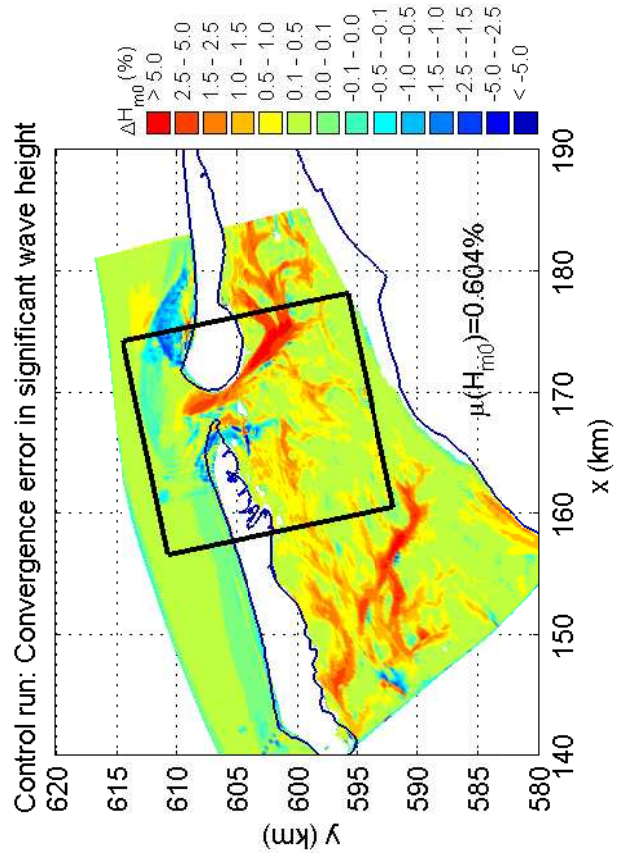 Control run: Convergence error in significant wave height
ΔH_m0 (%)
> 5.0
2.5 - 5.0
1.5 - 2.5
1.0 - 1.5
0.5 - 1.0
0.1 - 0.5
0.0 - 0.1
-0.1 - 0.0
-0.5 - -0.1
-1.0 - -0.5
-1.5 - -1.0
-2.5 - -1.5
-5.0 - -2.5
< -5.0
620
615
610
605
600
595
590
585
580
y (km)
μ(H_m0)=0.604%
140
150
160
170
180
190
x (km)